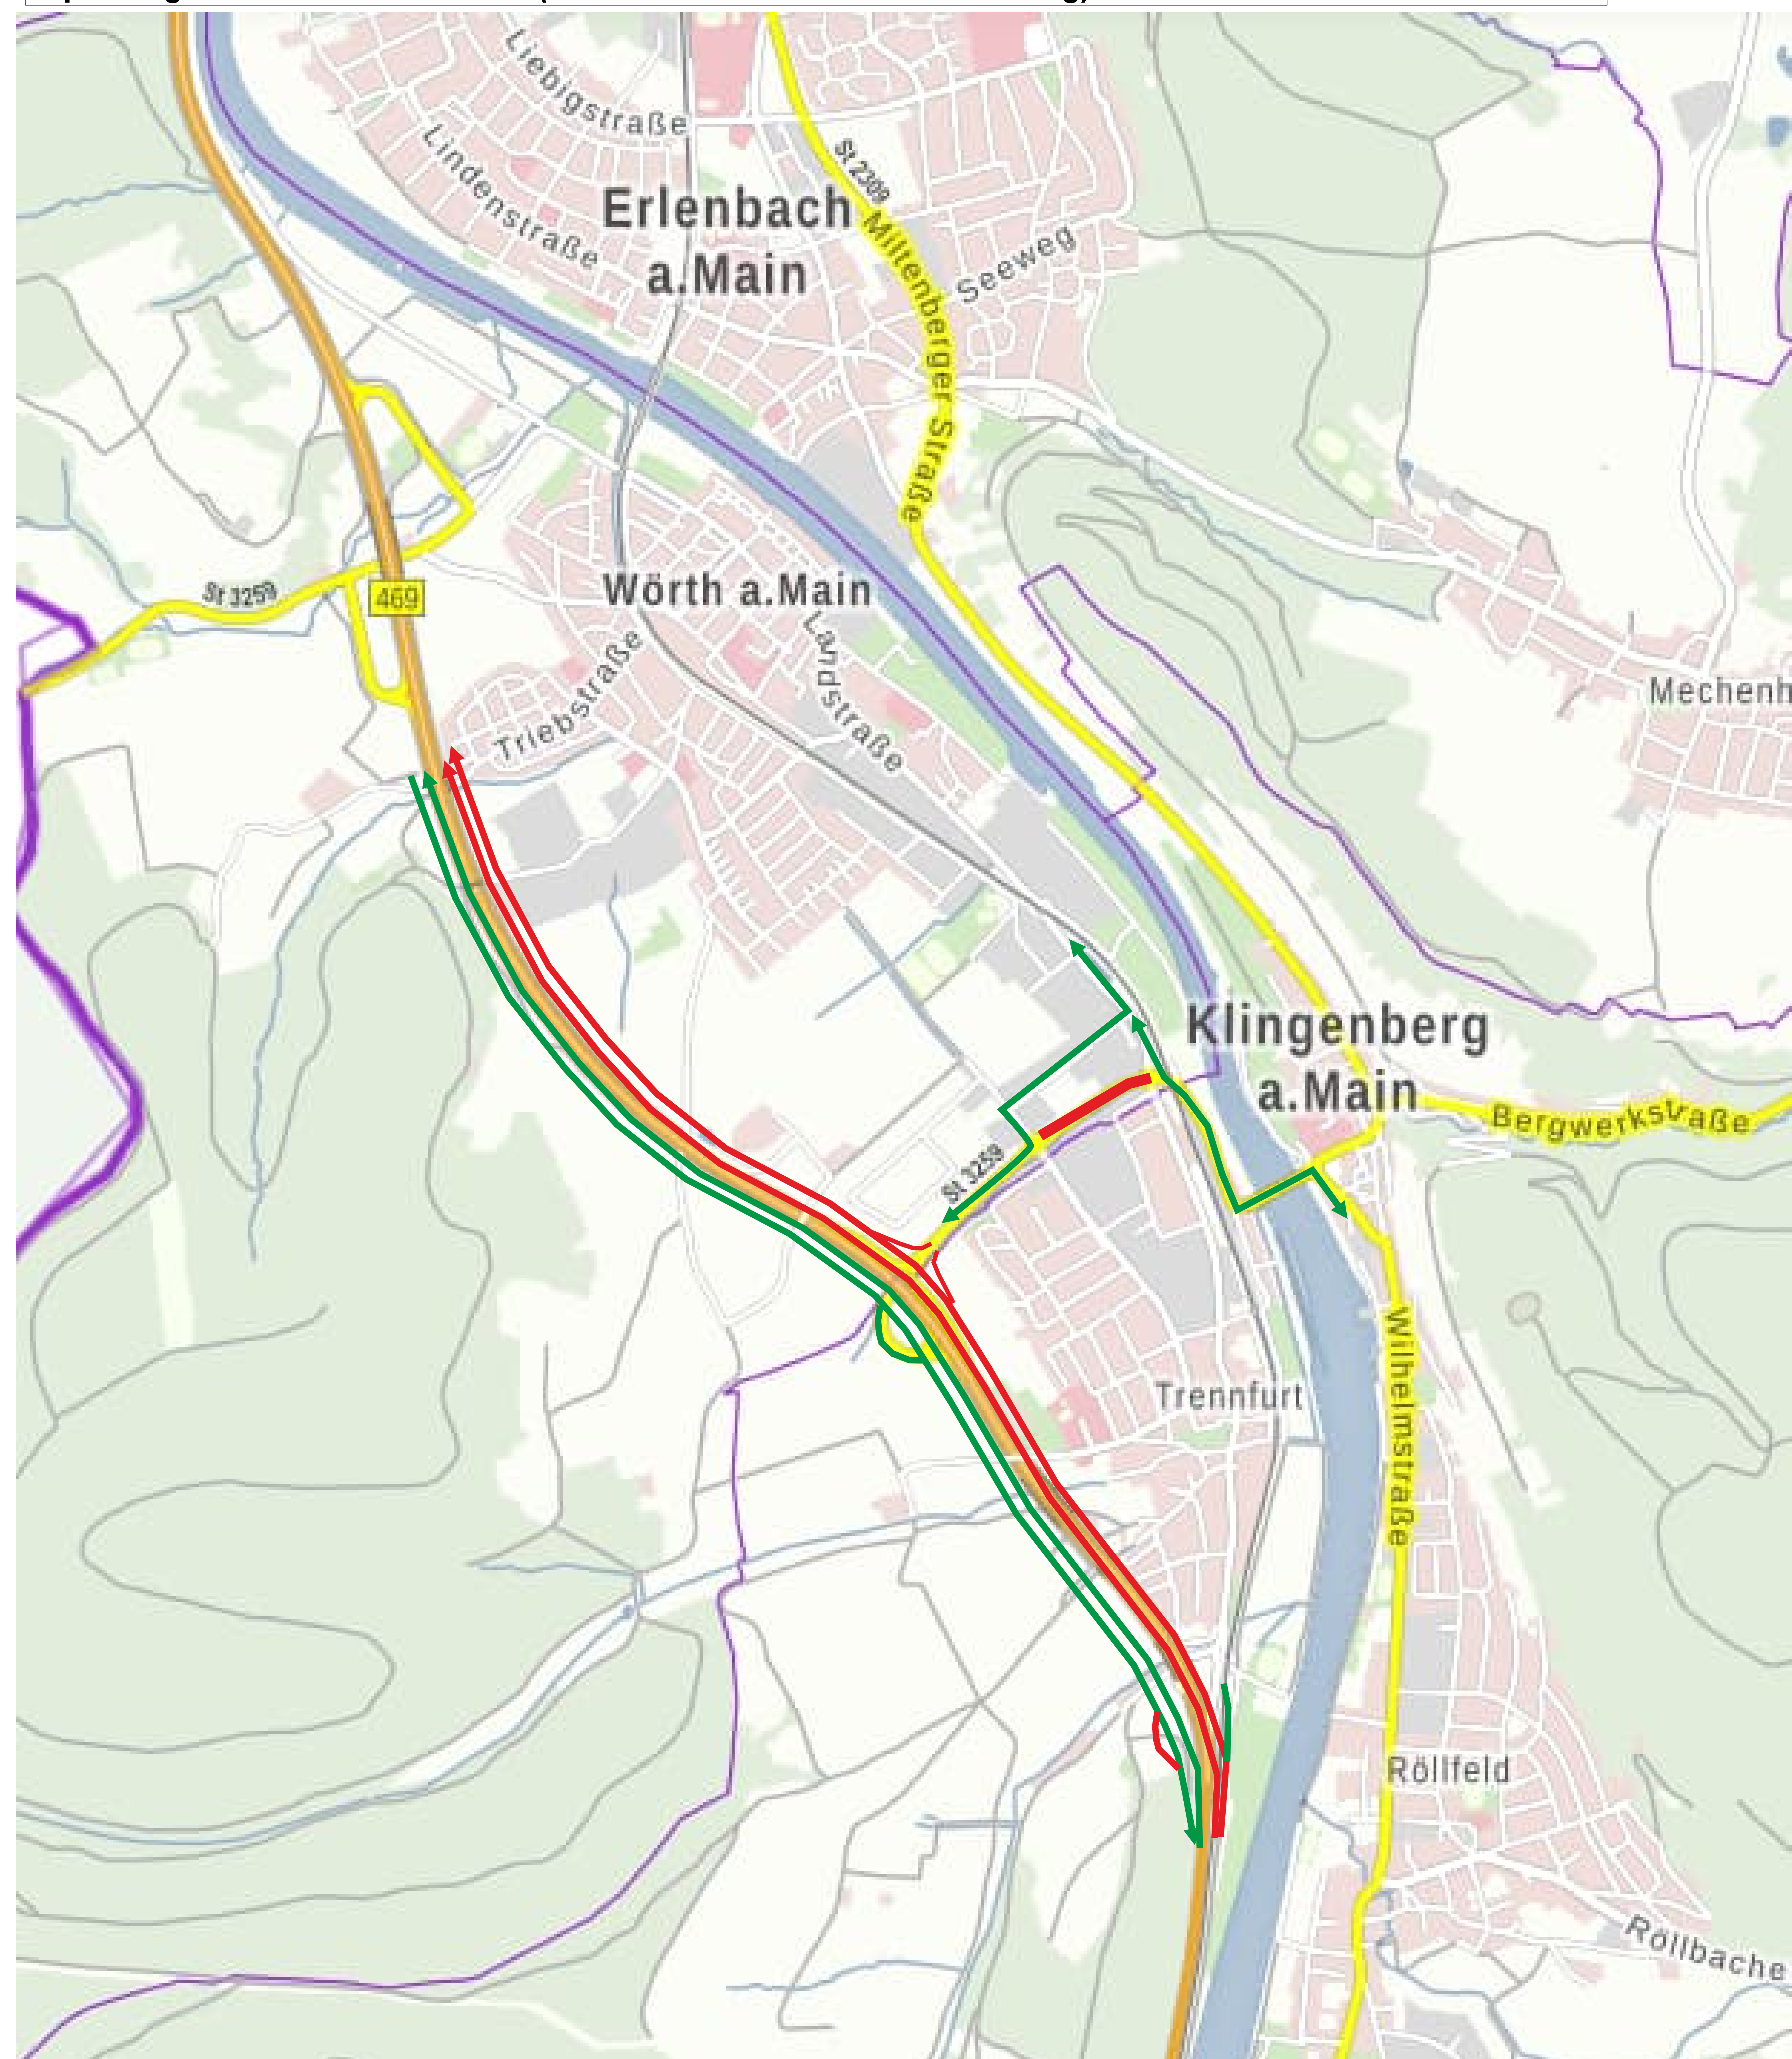 Liebigstraße
Lindenstraße
St 2309
Erlenbach
a.Main
Miltenberger Straße
Seeweg
St 3259
469
Wörth a.Main
Triebstraße
Landstraße
Mechenh
Klingenberg
a.Main
Bergwerkstraße
St 3259
Wilhelmstraße
Trennfurt
Röllfeld
Röllbache